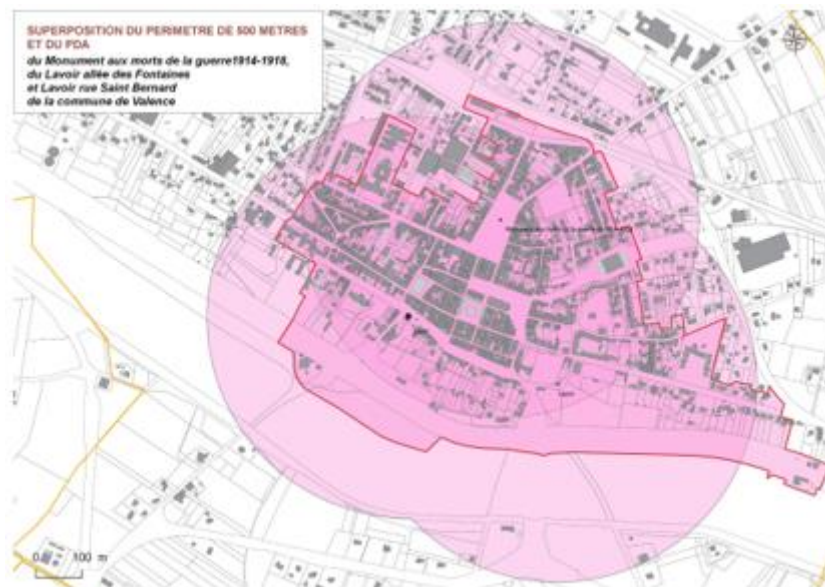 SUPERPOSITION DU PERIMETRE DE 500 METRES
ET DU PDA
du Monument aux morts de la guerre1914-1918,
du Lavoir allée des Fontaines
et Lavoir rue Saint Bernard
de la commune de Valence
0 100 m